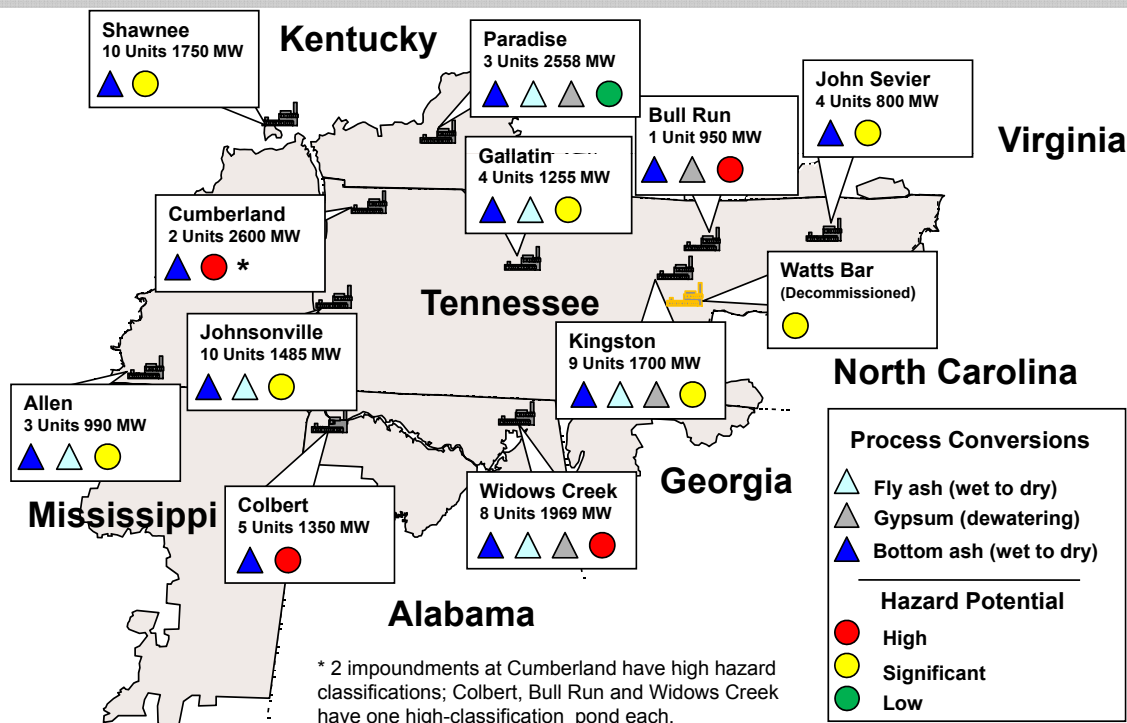 Shawnee
10 Units 1750 MW
Kentucky
Paradise
3 Units 2558 MW
John Sevier
4 Units 800 MW
Virginia
Bull Run
1 Unit 950 MW
Gallatin
4 Units 1255 MW
Cumberland
2 Units 2600 MW
*
Watts Bar
(Decommissioned)
Tennessee
Johnsonville
10 Units 1485 MW
Kingston
9 Units 1700 MW
North Carolina
Allen
3 Units 990 MW
Mississippi
Colbert
5 Units 1350 MW
Widows Creek
8 Units 1969 MW
Georgia
Alabama
Process Conversions
Fly ash (wet to dry)
Gypsum (dewatering)
Bottom ash (wet to dry)
Hazard Potential
High
Significant
Low
* 2 impoundments at Cumberland have high hazard
classifications; Colbert, Bull Run and Widows Creek
have one high-classification pond each.